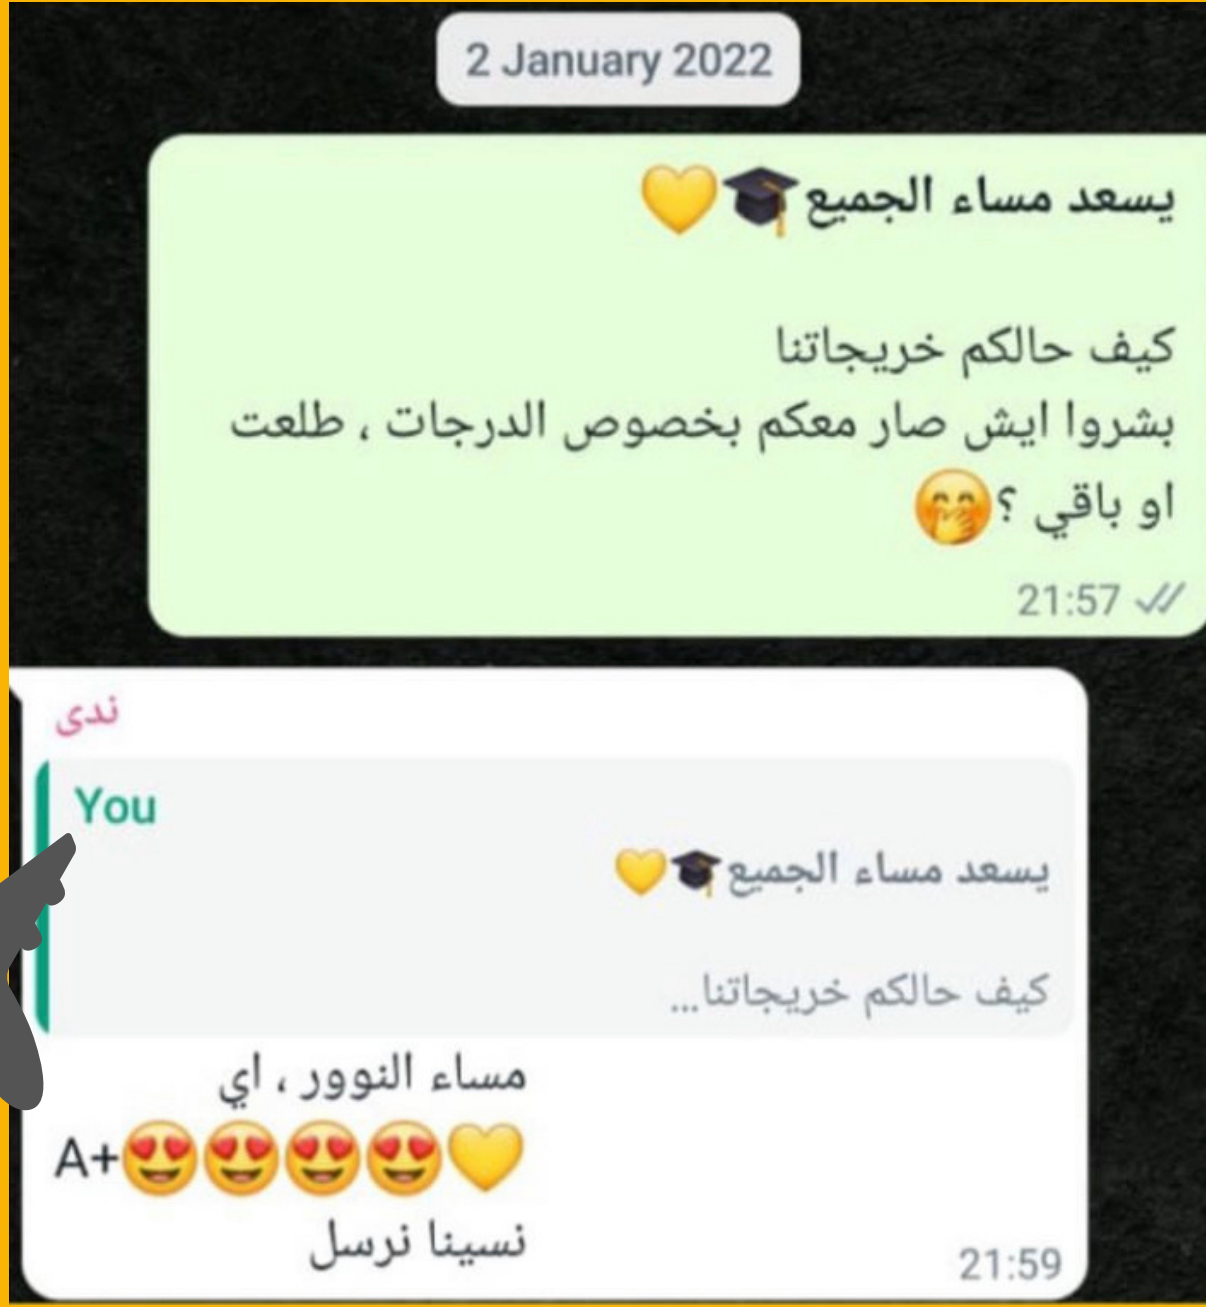 2 January 2022
يسعد مساء الجميع🎓💛
كيف حالكم خريجاتنا
بشروا ايش صار معكم بخصوص الدرجات ، طلعت
او باقي ؟🤭
21:57
ندى
You
يسعد مساء الجميع🎓💛
كيف حالكم خريجاتنا...
مساء النوور ، اي
💛😍😍😍😍A+
نسينا نرسل
21:59